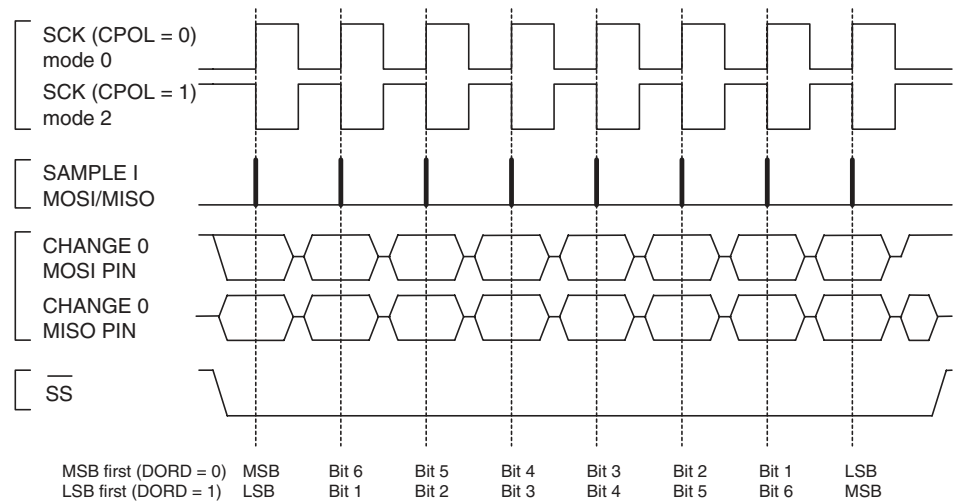 SCK (CPOL = 0)
mode 0
SCK (CPOL = 1)
mode 2
SAMPLE I
MOSI/MISO
CHANGE 0
MOSI PIN
CHANGE 0
MISO PIN
SS
MSB first (DORD = 0) MSB Bit 6 Bit 5 Bit 4 Bit 3 Bit 2 Bit 1 LSB
LSB first (DORD = 1) LSB Bit 1 Bit 2 Bit 3 Bit 4 Bit 5 Bit 6 MSB